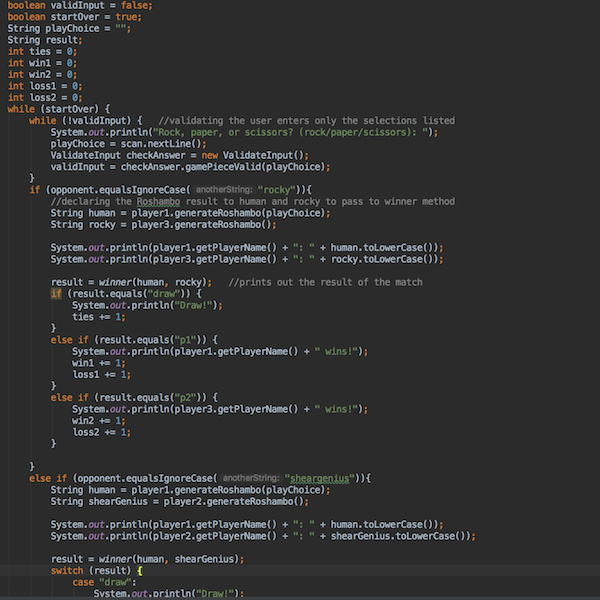 boolean validInput = false;
boolean startOver = true;
String playChoice = "";
String result;
int ties = 0;
int win1 = 0;
int win2 = 0;
int loss1 = 0;
int loss2 = 0;
while (startOver) {
    while (!validInput) {   //validating the user enters only the selections listed
        System.out.println("Rock, paper, or scissors? (rock/paper/scissors): ");
        playChoice = scan.nextLine();
        ValidateInput checkAnswer = new ValidateInput();
        validInput = checkAnswer.gamePieceValid(playChoice);
    }
    if (opponent.equalsIgnoreCase( anotherString: "rocky")){
        //declaring the Roshambo result to human and rocky to pass to winner method
        String human = player1.generateRoshambo(playChoice);
        String rocky = player3.generateRoshambo();

        System.out.println(player1.getPlayerName() + ": " + human.toLowerCase());
        System.out.println(player3.getPlayerName() + ": " + rocky.toLowerCase());

        result = winner(human, rocky);   //prints out the result of the match
        if (result.equals("draw")) {
            System.out.println("Draw!");
            ties += 1;
        }
        else if (result.equals("p1")) {
            System.out.println(player1.getPlayerName() + " wins!");
            win1 += 1;
            loss1 += 1;
        }
        else if (result.equals("p2")) {
            System.out.println(player3.getPlayerName() + " wins!");
            win2 += 1;
            loss2 += 1;
        }

    }
    else if (opponent.equalsIgnoreCase( anotherString: "sheargenius")){
        String human = player1.generateRoshambo(playChoice);
        String shearGenius = player2.generateRoshambo();

        System.out.println(player1.getPlayerName() + ": " + human.toLowerCase());
        System.out.println(player2.getPlayerName() + ": " + shearGenius.toLowerCase());

        result = winner(human, shearGenius);
        switch (result) {
            case "draw":
                System.out.println("Draw!");